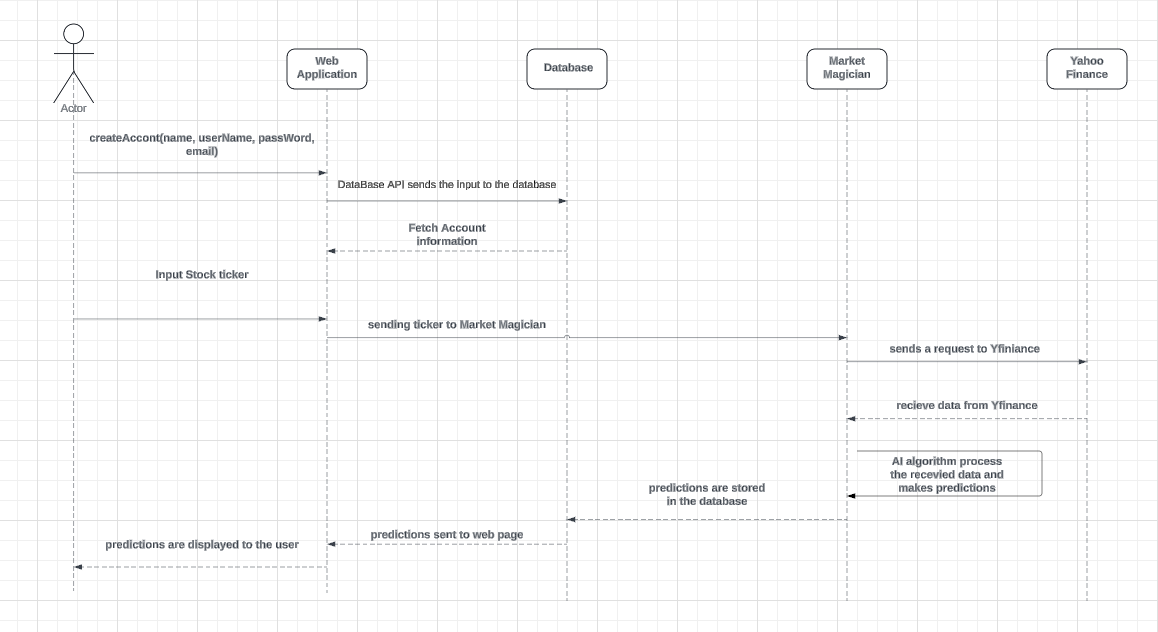 Web
Application
Database
Market
Magician
Yahoo
Finance
Actor
createAccont(name, userName, passWord,
email)
DataBase API sends the input to the database
Fetch Account
information
Input Stock ticker
sending ticker to Market Magician
sends a request to Yfiniance
recieve data from Yfinance
AI algorithm process
the recevied data and
makes predictions
predictions are stored
in the database
predictions sent to web page
predictions are displayed to the user